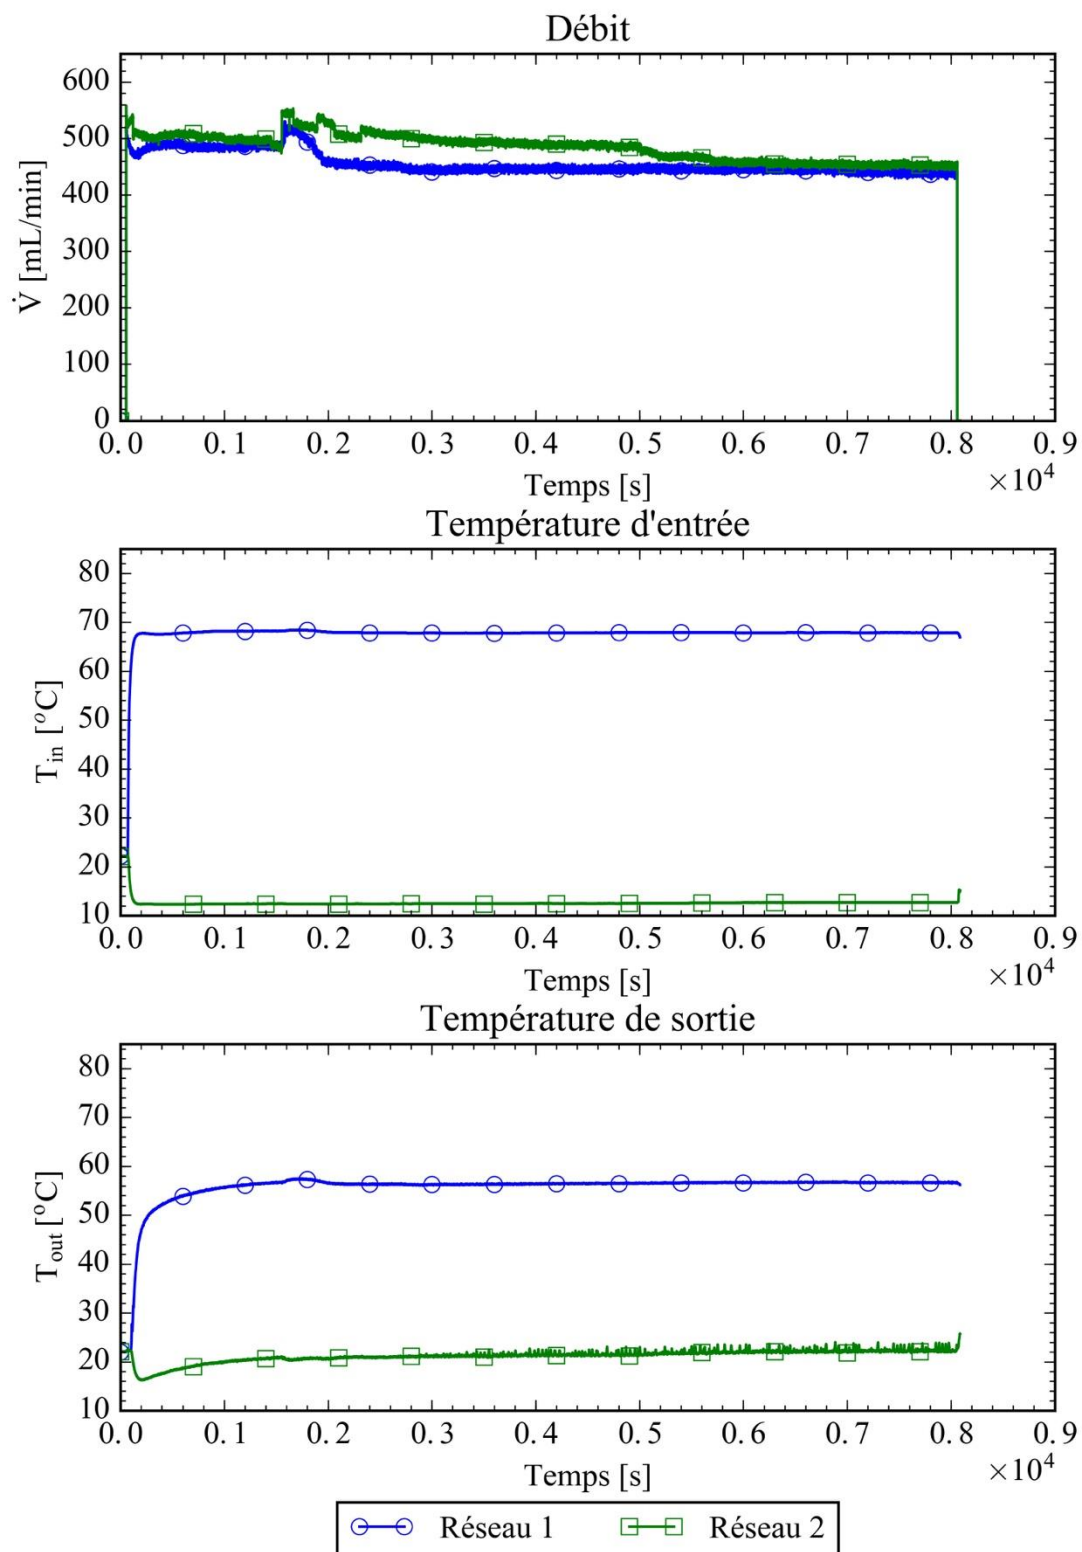 Débit
600
500
400
300
200
100
0
V̇ [mL/min]
0.0 0.1 0.2 0.3 0.4 0.5 0.6 0.7 0.8 0.9
Temps [s]
×10⁴
Température d'entrée
80
70
60
50
40
30
20
10
T_in [°C]
0.0 0.1 0.2 0.3 0.4 0.5 0.6 0.7 0.8 0.9
Temps [s]
×10⁴
Température de sortie
80
70
60
50
40
30
20
10
T_out [°C]
0.0 0.1 0.2 0.3 0.4 0.5 0.6 0.7 0.8 0.9
Temps [s]
×10⁴
Réseau 1 Réseau 2